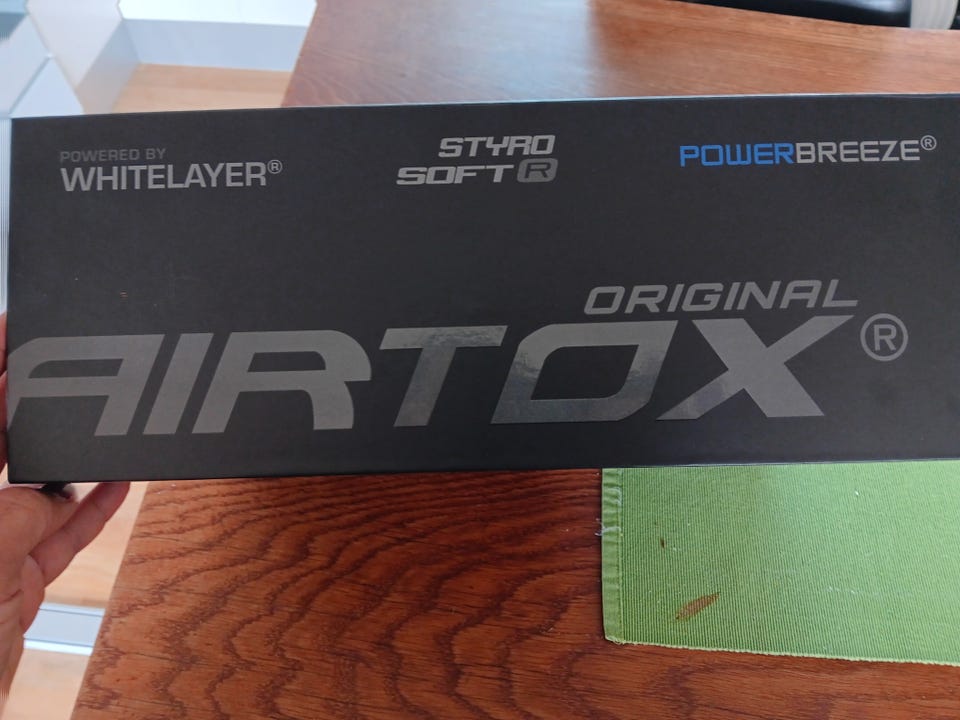 POWERED BY
WHITELAYER®
STYRO
SOFT R
POWERBREEZE®
ORIGINAL
AIRTOX®